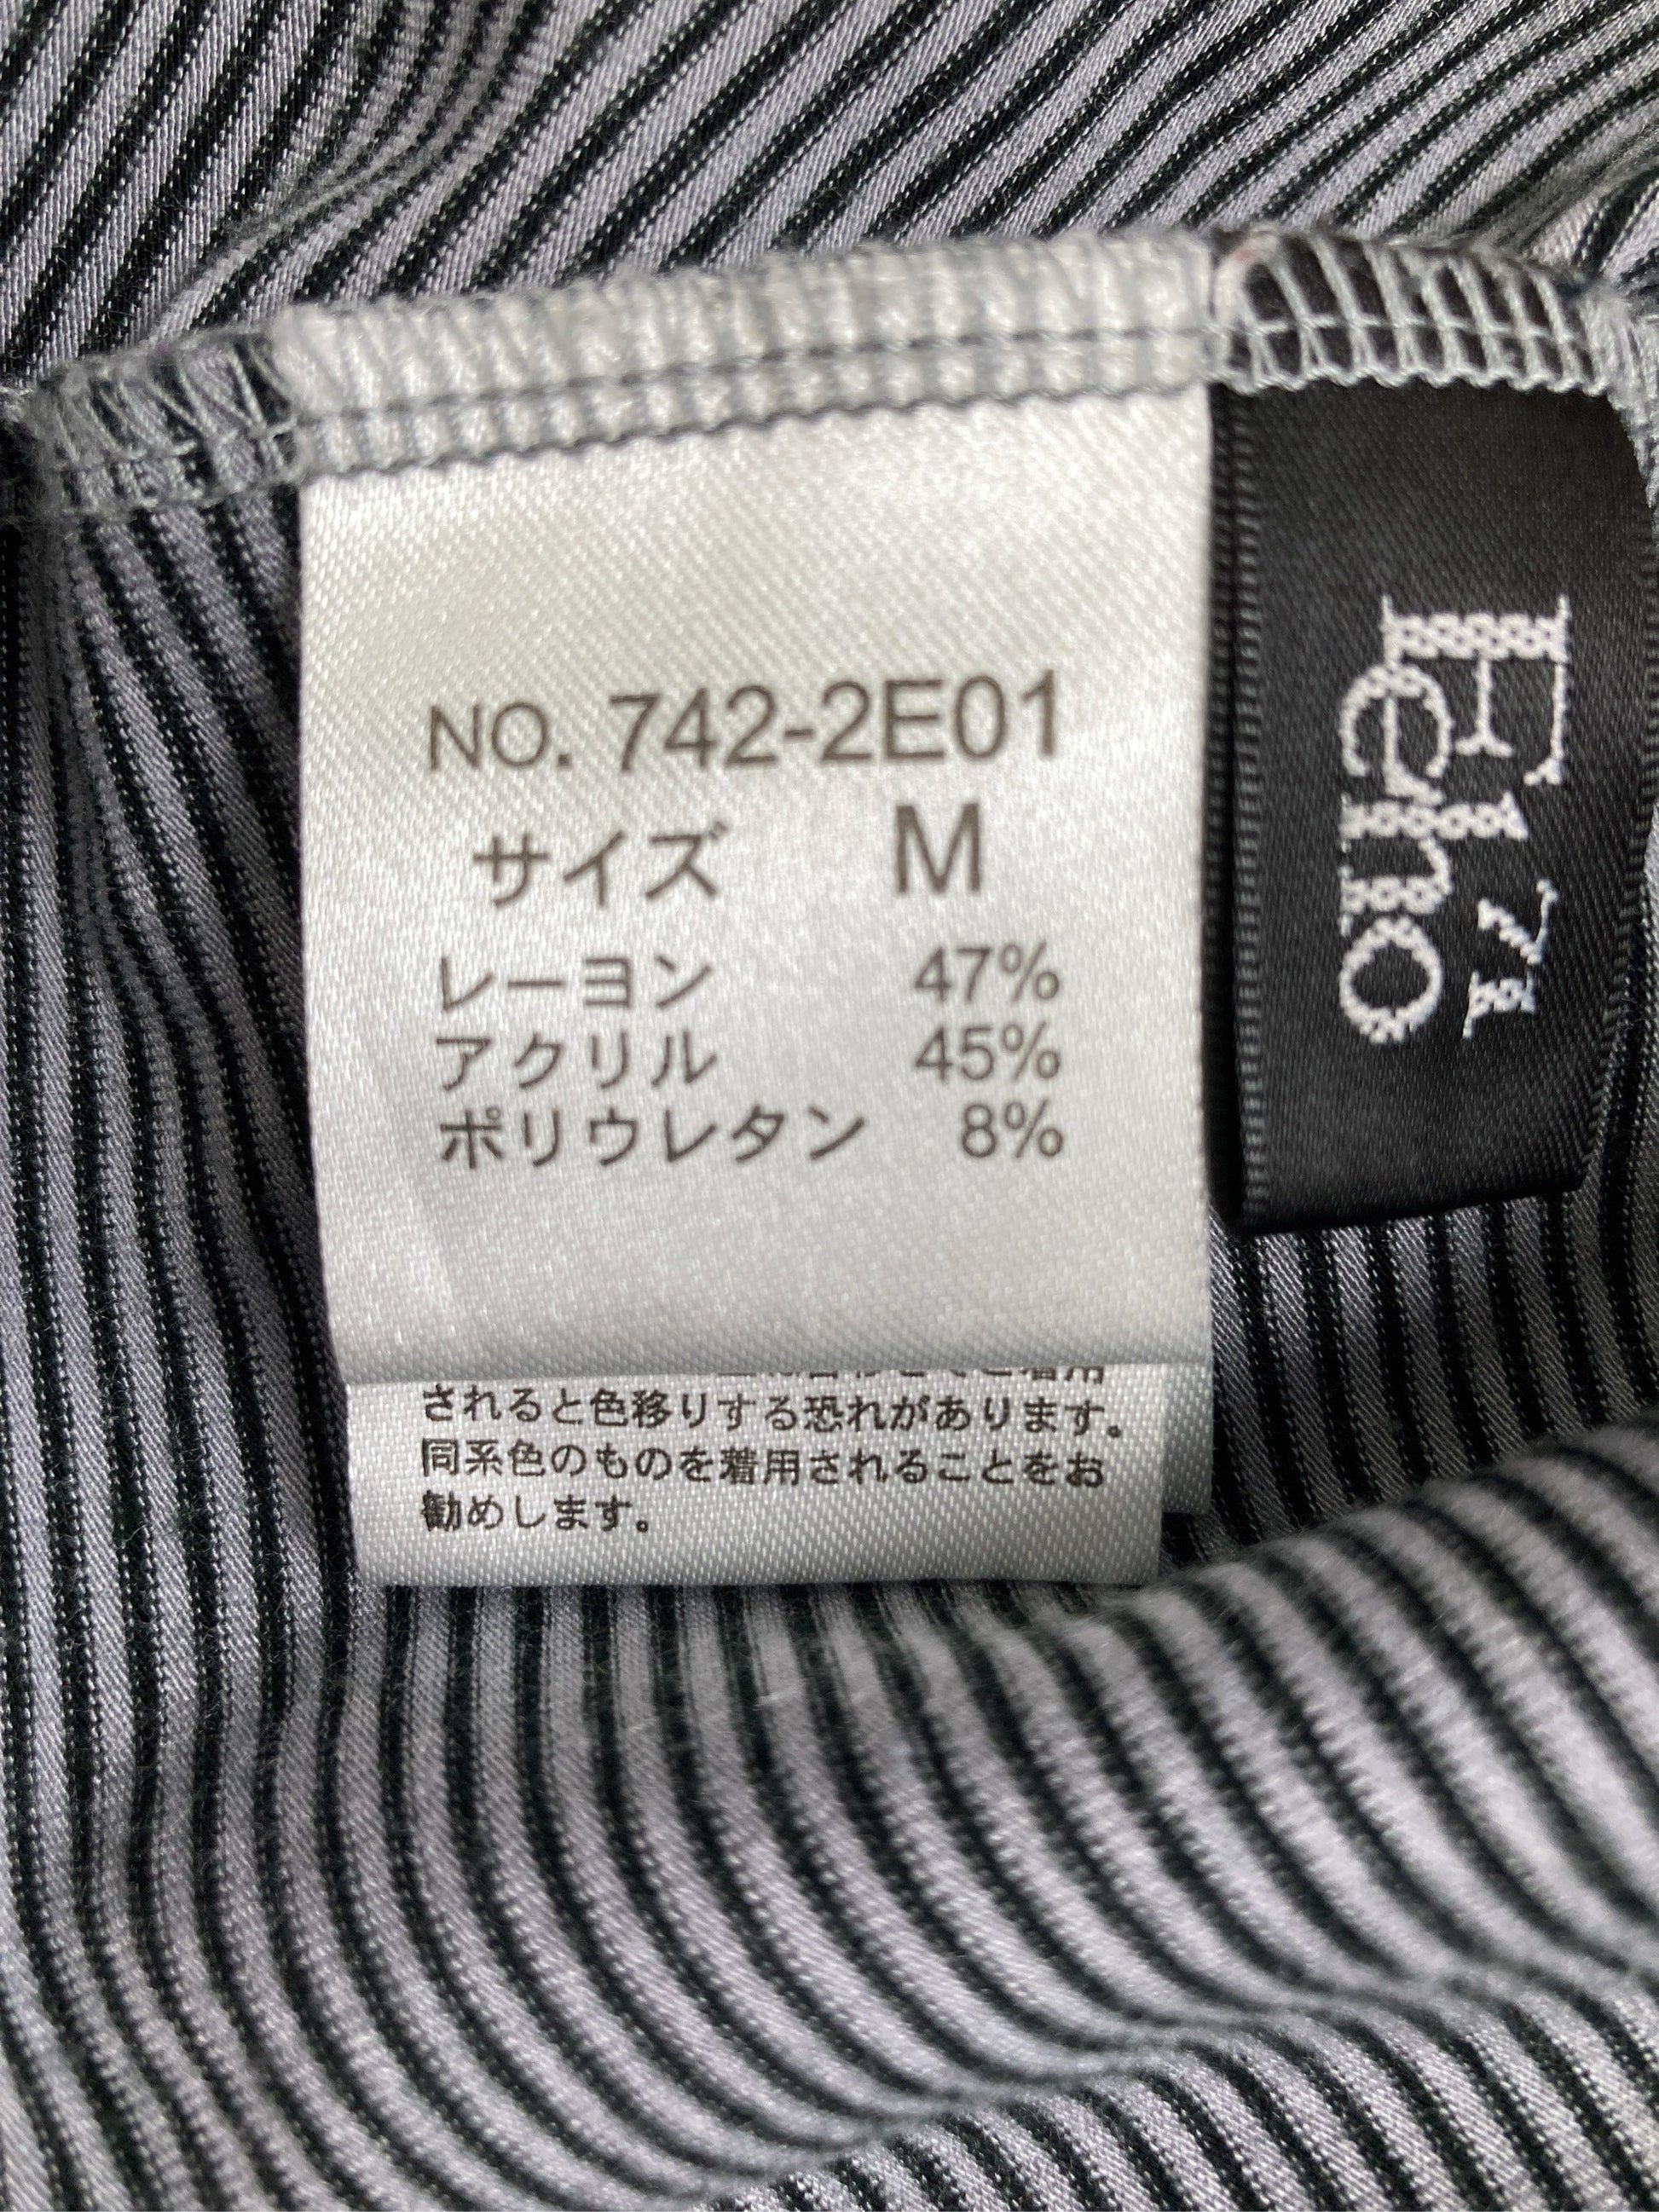 NO. 742-2E01
サイズ M
レーヨン 47%
アクリル 45%
ポリウレタン 8%
されると色移りする恐れがあります。
同系色のものを着用されることをお
勧めします。